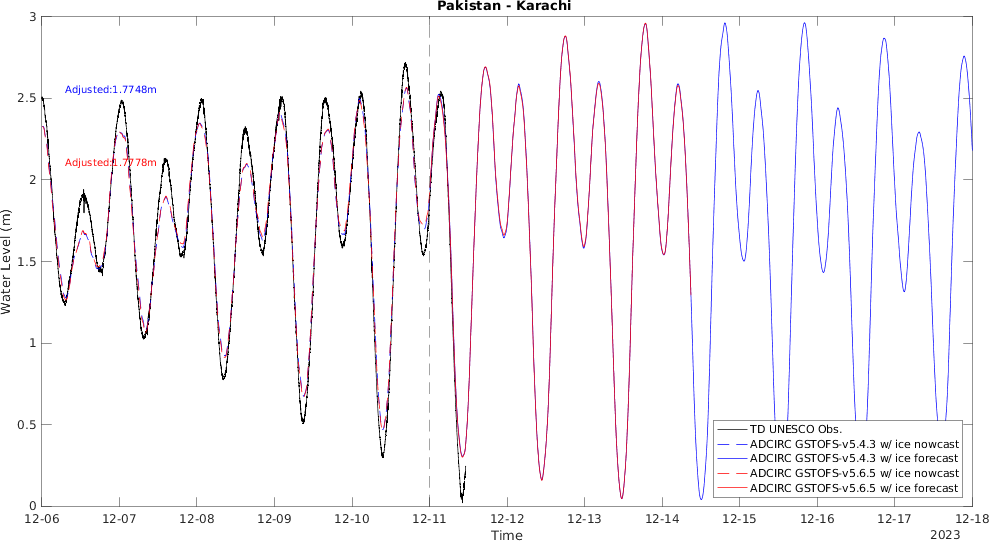 Pakistan - Karachi
3
2.5
2
1.5
1
0.5
0
Water Level (m)
Adjusted:1.7748m
Adjusted:1.7778m
TD UNESCO Obs.
ADCIRC GSTOFS-v5.4.3 w/ ice nowcast
ADCIRC GSTOFS-v5.4.3 w/ ice forecast
ADCIRC GSTOFS-v5.6.5 w/ ice nowcast
ADCIRC GSTOFS-v5.6.5 w/ ice forecast
12-06 12-07 12-08 12-09 12-10 12-11 12-12 12-13 12-14 12-15 12-16 12-17 12-18
Time
2023